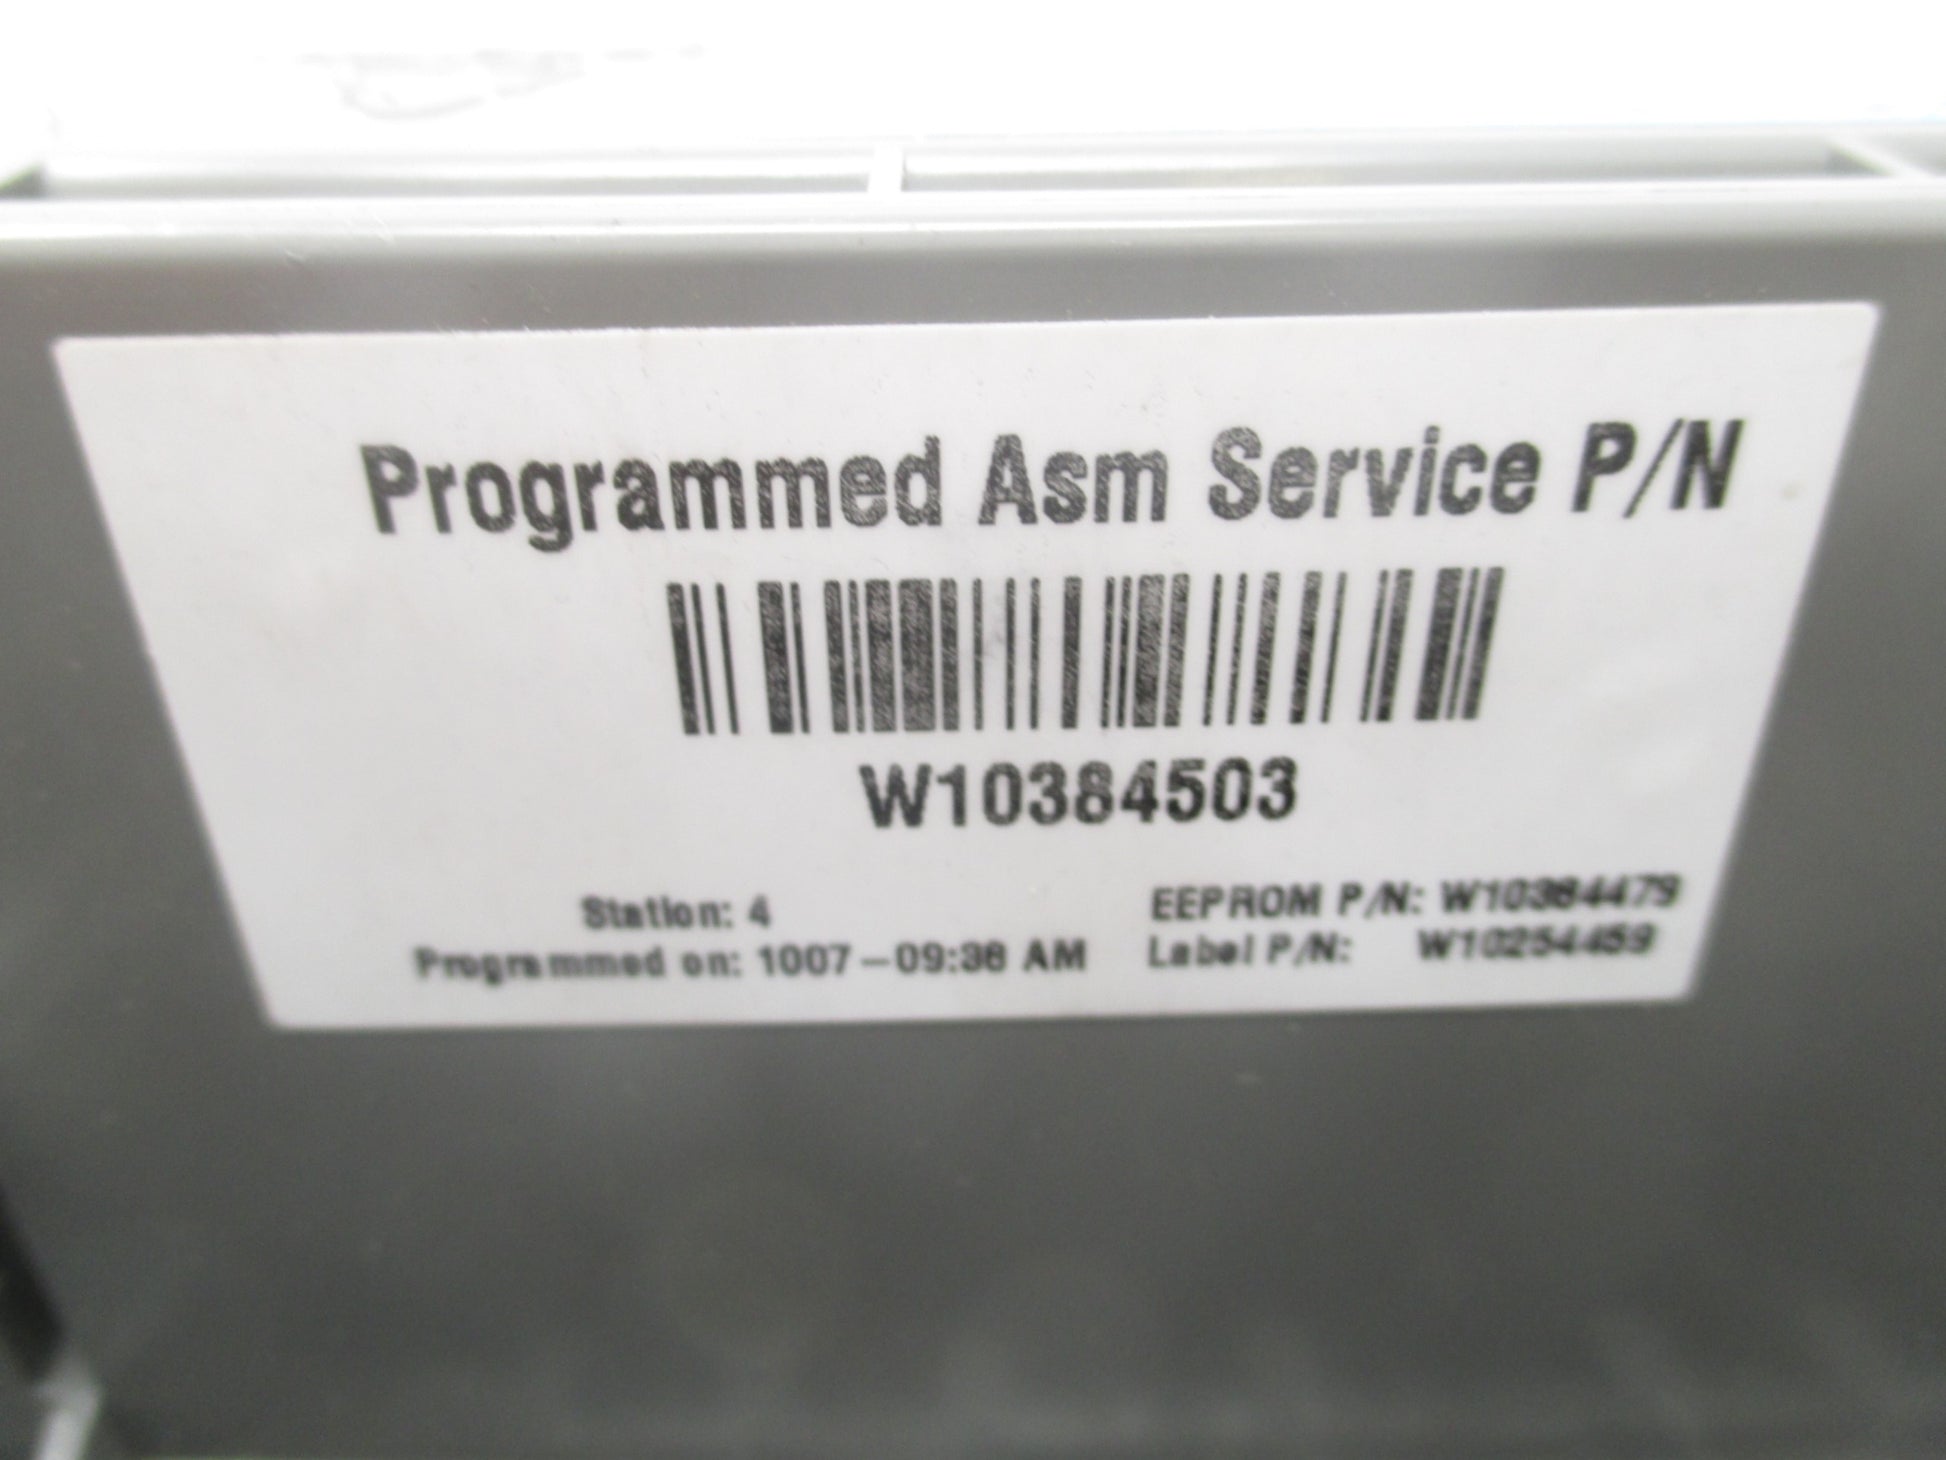 Programmed Asm Service P/N
W10384503
Station: 4
Programmed on: 1007-09:38 AM
EEPROM P/N: W10384479
Label P/N: W10254459